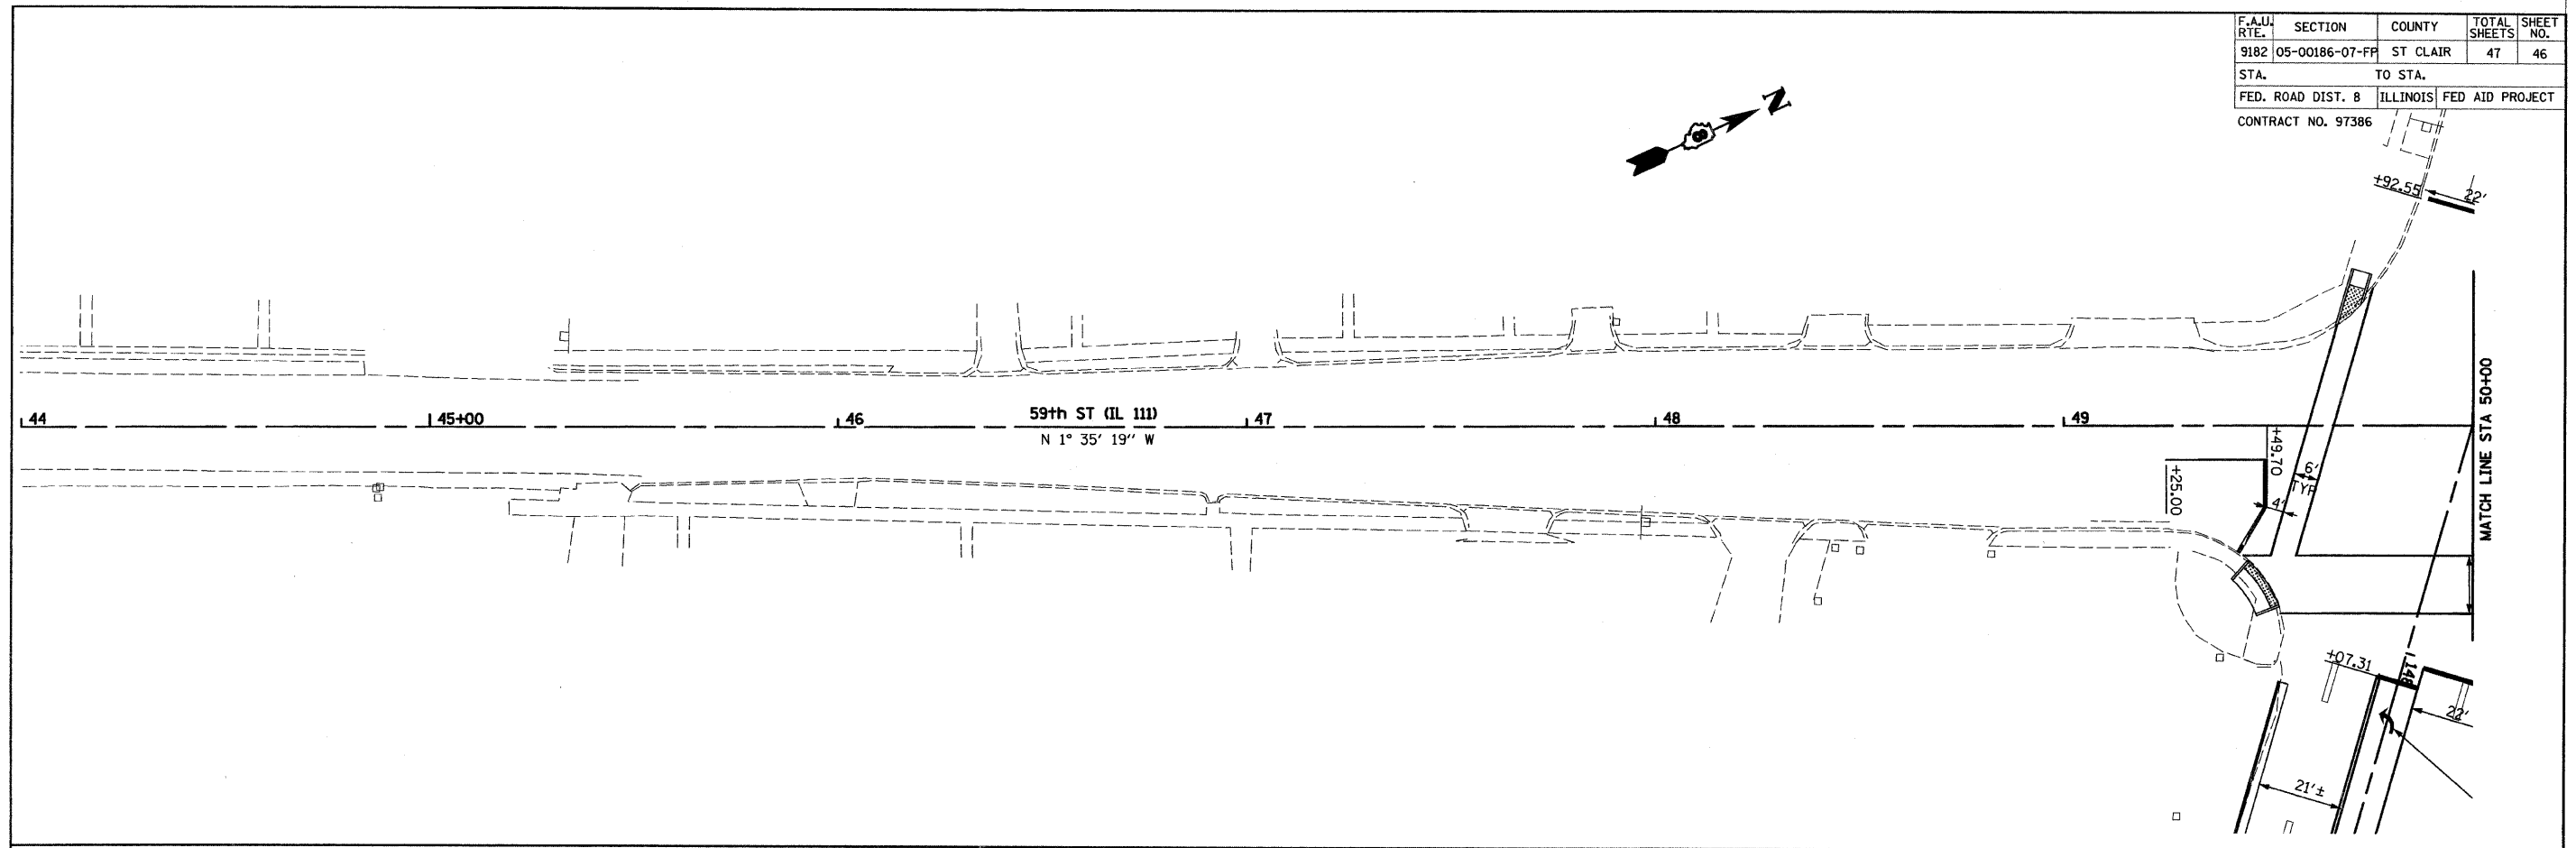 F.A.U. RTE. SECTION COUNTY TOTAL SHEETS SHEET NO.
9182 05-00186-07-FP ST CLAIR 47 46
STA. TO STA.
FED. ROAD DIST. 8 ILLINOIS FED AID PROJECT
CONTRACT NO. 97386
N
8
+92.55
22'
MATCH LINE STA 50+00
44 45+00 46 59th ST (IL 111) 47 48 49
N 1° 35' 19'' W
+49.70
+25.00
6'
TYP
4'
+07.31
22'
21'±